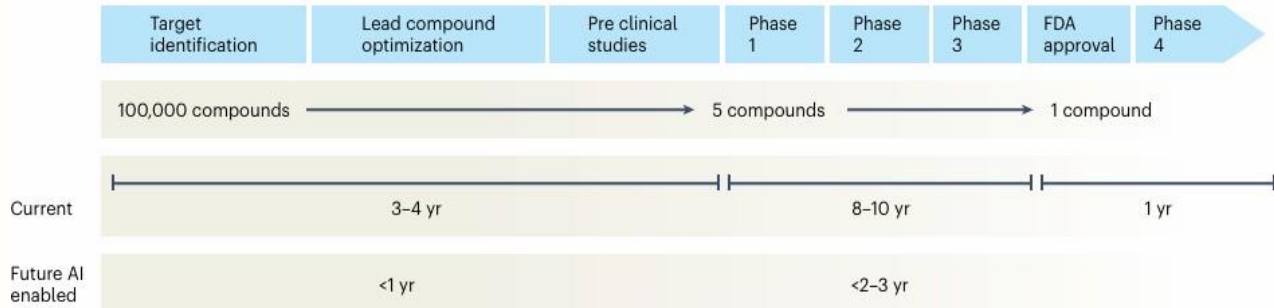 Target identification
Lead compound optimization
Pre clinical studies
Phase 1
Phase 2
Phase 3
FDA approval
Phase 4
100,000 compounds
5 compounds
1 compound
Current
3–4 yr
8–10 yr
1 yr
Future AI enabled
<1 yr
<2–3 yr